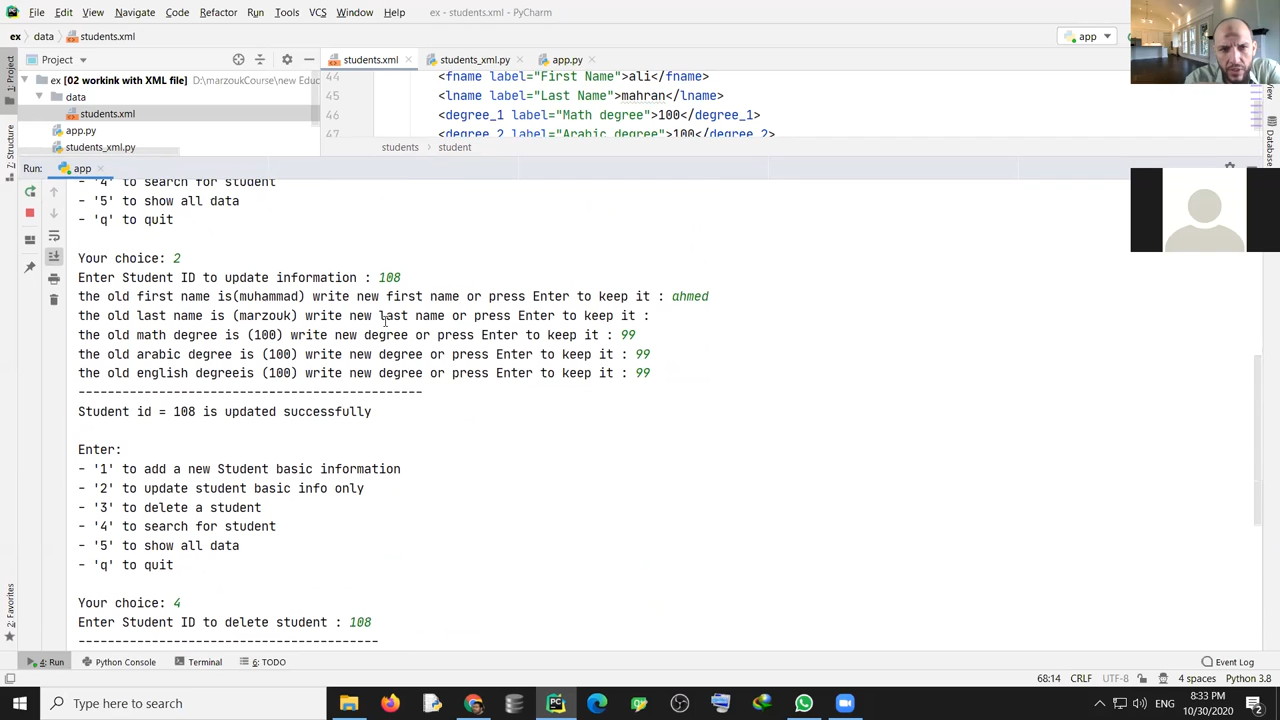 File Edit View Navigate Code Refactor Run Tools VCS Window Help ex - students.xml - PyCharm
ex data students.xml app
Project students.xml students_xml.py app.py
ex [02 workink with XML file] D:\marzoukCourse\new Educ
data
students.xml
app.py
students_xml.py
44 <fname label="First Name">ali</fname>
45 <lname label="Last Name">mahran</lname>
46 <degree_1 label="Math degree">100</degree_1>
47 <degree_2 label="Arabic degree">100</degree_2>
students student
1: Project
7: Structure
2: Favorites
Database
Run: app
- '4' to search for student
- '5' to show all data
- 'q' to quit
Your choice: 2
Enter Student ID to update information : 108
the old first name is(muhammad) write new first name or press Enter to keep it : ahmed
the old last name is (marzouk) write new last name or press Enter to keep it :
the old math degree is (100) write new degree or press Enter to keep it : 99
the old arabic degree is (100) write new degree or press Enter to keep it : 99
the old english degreeis (100) write new degree or press Enter to keep it : 99
-----------------------------------------------
Student id = 108 is updated successfully
Enter:
- '1' to add a new Student basic information
- '2' to update student basic info only
- '3' to delete a student
- '4' to search for student
- '5' to show all data
- 'q' to quit
Your choice: 4
Enter Student ID to delete student : 108
-----------------------------------------
4: Run Python Console Terminal 6: TODO Event Log
68:14 CRLF UTF-8 4 spaces Python 3.8
Type here to search
ENG
8:33 PM
10/30/2020
2